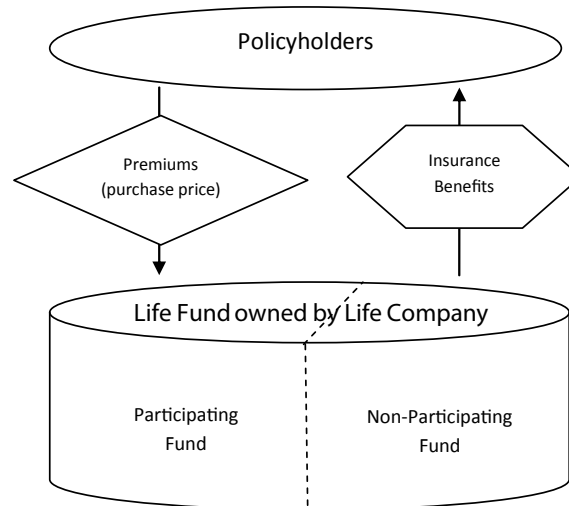 Policyholders
Premiums
(purchase price)
Insurance
Benefits
Life Fund owned by Life Company
Participating
Fund
Non-Participating
Fund